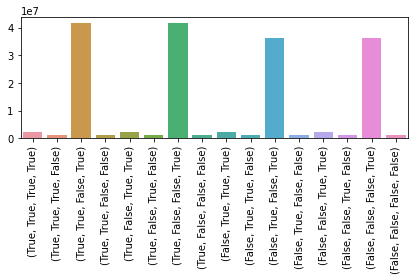 1e7
4
3
2
1
0
(True, True, True, True)
(True, True, True, False)
(True, True, False, True)
(True, True, False, False)
(True, False, True, True)
(True, False, True, False)
(True, False, False, True)
(True, False, False, False)
(False, True, True, True)
(False, True, True, False)
(False, True, False, True)
(False, True, False, False)
(False, False, True, True)
(False, False, True, False)
(False, False, False, True)
(False, False, False, False)